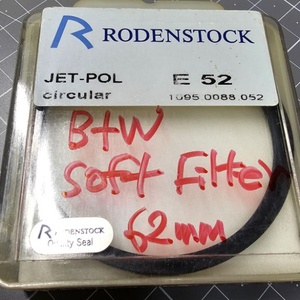 R RODENSTOCK
JET-POL E 52
circular 1095.0088.052
B+W
Soft Filter
62mm
R RODENSTOCK
Quality Seal